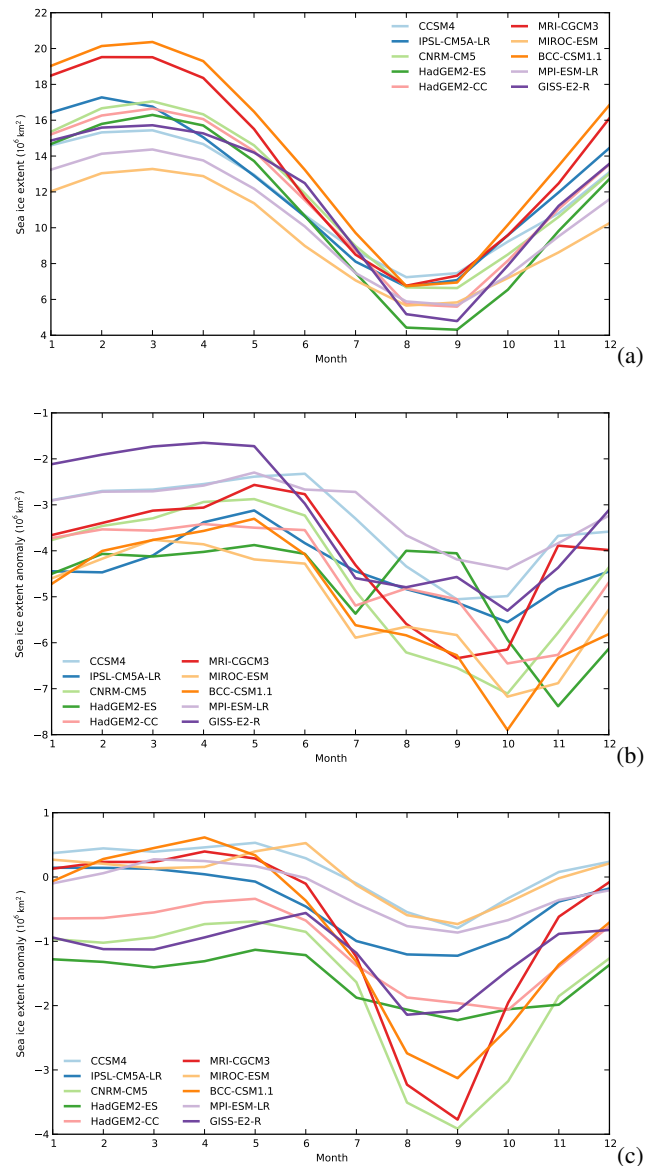 22
20
18
16
14
12
10
8
6
4
Sea ice extent (10⁶ km²)
CCSM4 MRI-CGCM3
IPSL-CM5A-LR MIROC-ESM
CNRM-CM5 BCC-CSM1.1
HadGEM2-ES MPI-ESM-LR
HadGEM2-CC GISS-E2-R
1 2 3 4 5 6 7 8 9 10 11 12
Month
(a)
−1
−2
−3
−4
−5
−6
−7
−8
Sea ice extent anomaly (10⁶ km²)
CCSM4 MRI-CGCM3
IPSL-CM5A-LR MIROC-ESM
CNRM-CM5 BCC-CSM1.1
HadGEM2-ES MPI-ESM-LR
HadGEM2-CC GISS-E2-R
1 2 3 4 5 6 7 8 9 10 11 12
Month
(b)
1
0
−1
−2
−3
−4
Sea ice extent anomaly (10⁶ km²)
CCSM4 MRI-CGCM3
IPSL-CM5A-LR MIROC-ESM
CNRM-CM5 BCC-CSM1.1
HadGEM2-ES MPI-ESM-LR
HadGEM2-CC GISS-E2-R
1 2 3 4 5 6 7 8 9 10 11 12
Month
(c)